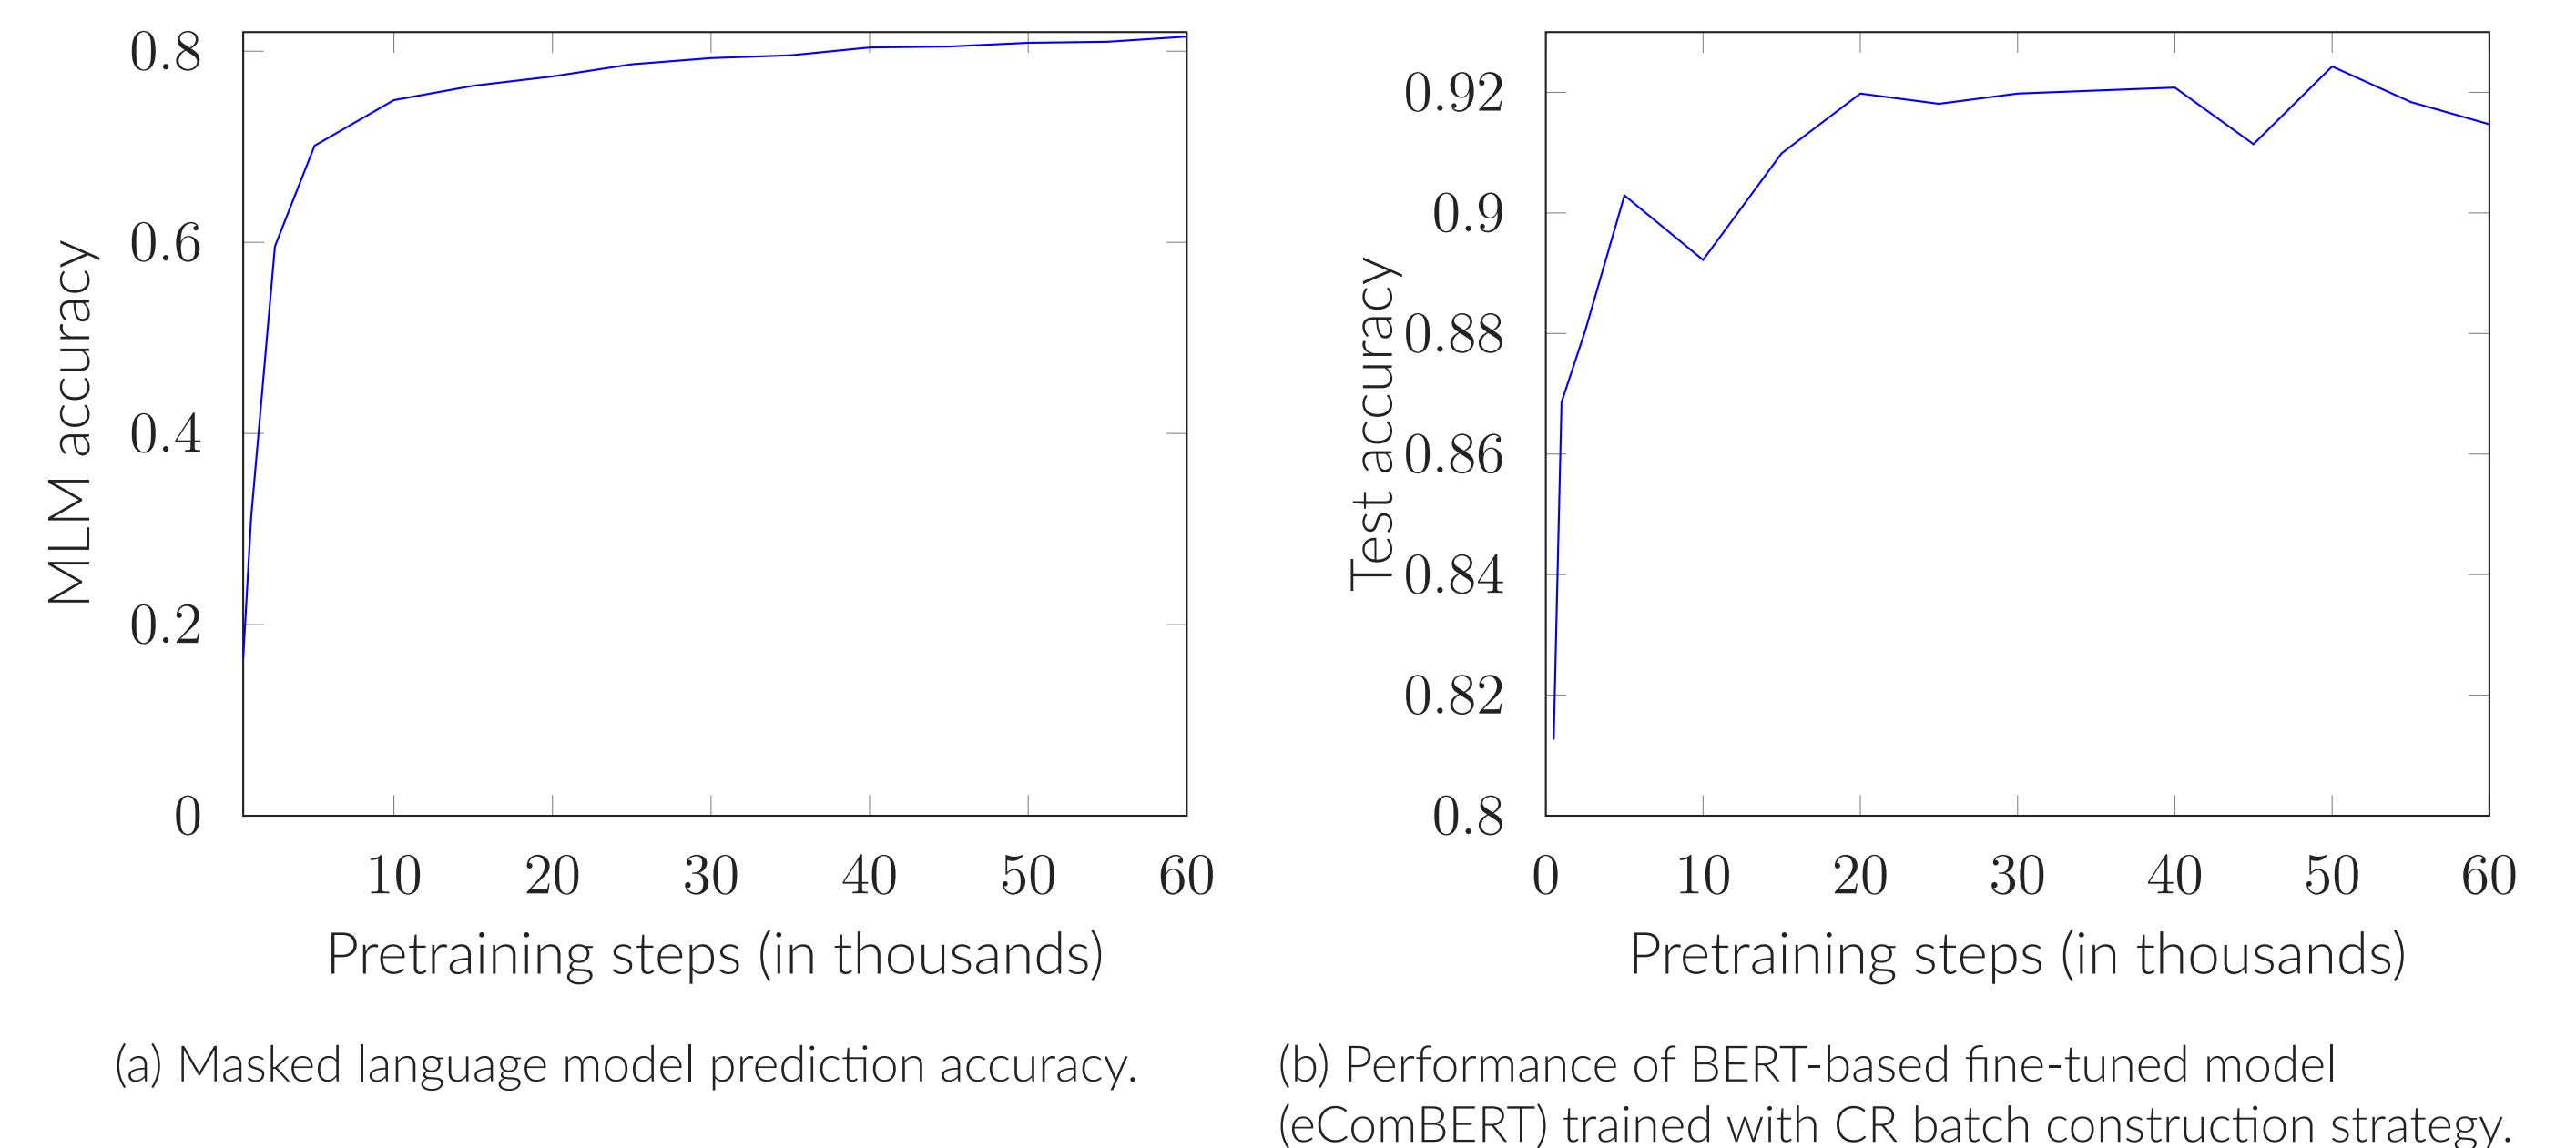 MLM accuracy
0.8
0.6
0.4
0.2
0
10 20 30 40 50 60
Pretraining steps (in thousands)
(a) Masked language model prediction accuracy.
Test accuracy
0.92
0.9
0.88
0.86
0.84
0.82
0.8
0 10 20 30 40 50 60
Pretraining steps (in thousands)
(b) Performance of BERT-based fine-tuned model
(eComBERT) trained with CR batch construction strategy.